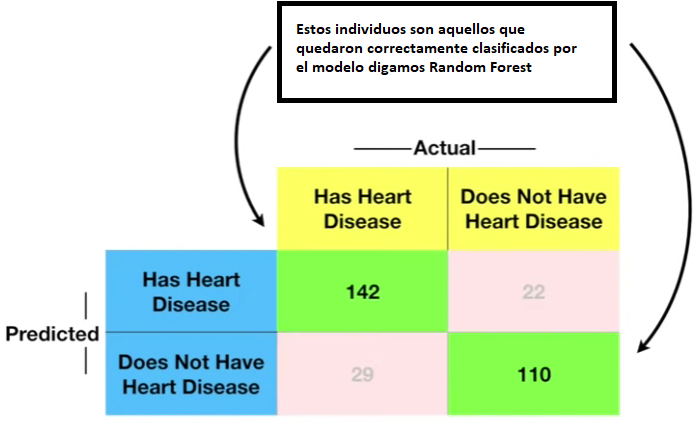 Estos individuos son aquellos que
quedaron correctamente clasificados por
el modelo digamos Random Forest
Actual
Has Heart
Disease
Does Not Have
Heart Disease
Predicted
Has Heart
Disease
142
22
Does Not Have
Heart Disease
29
110